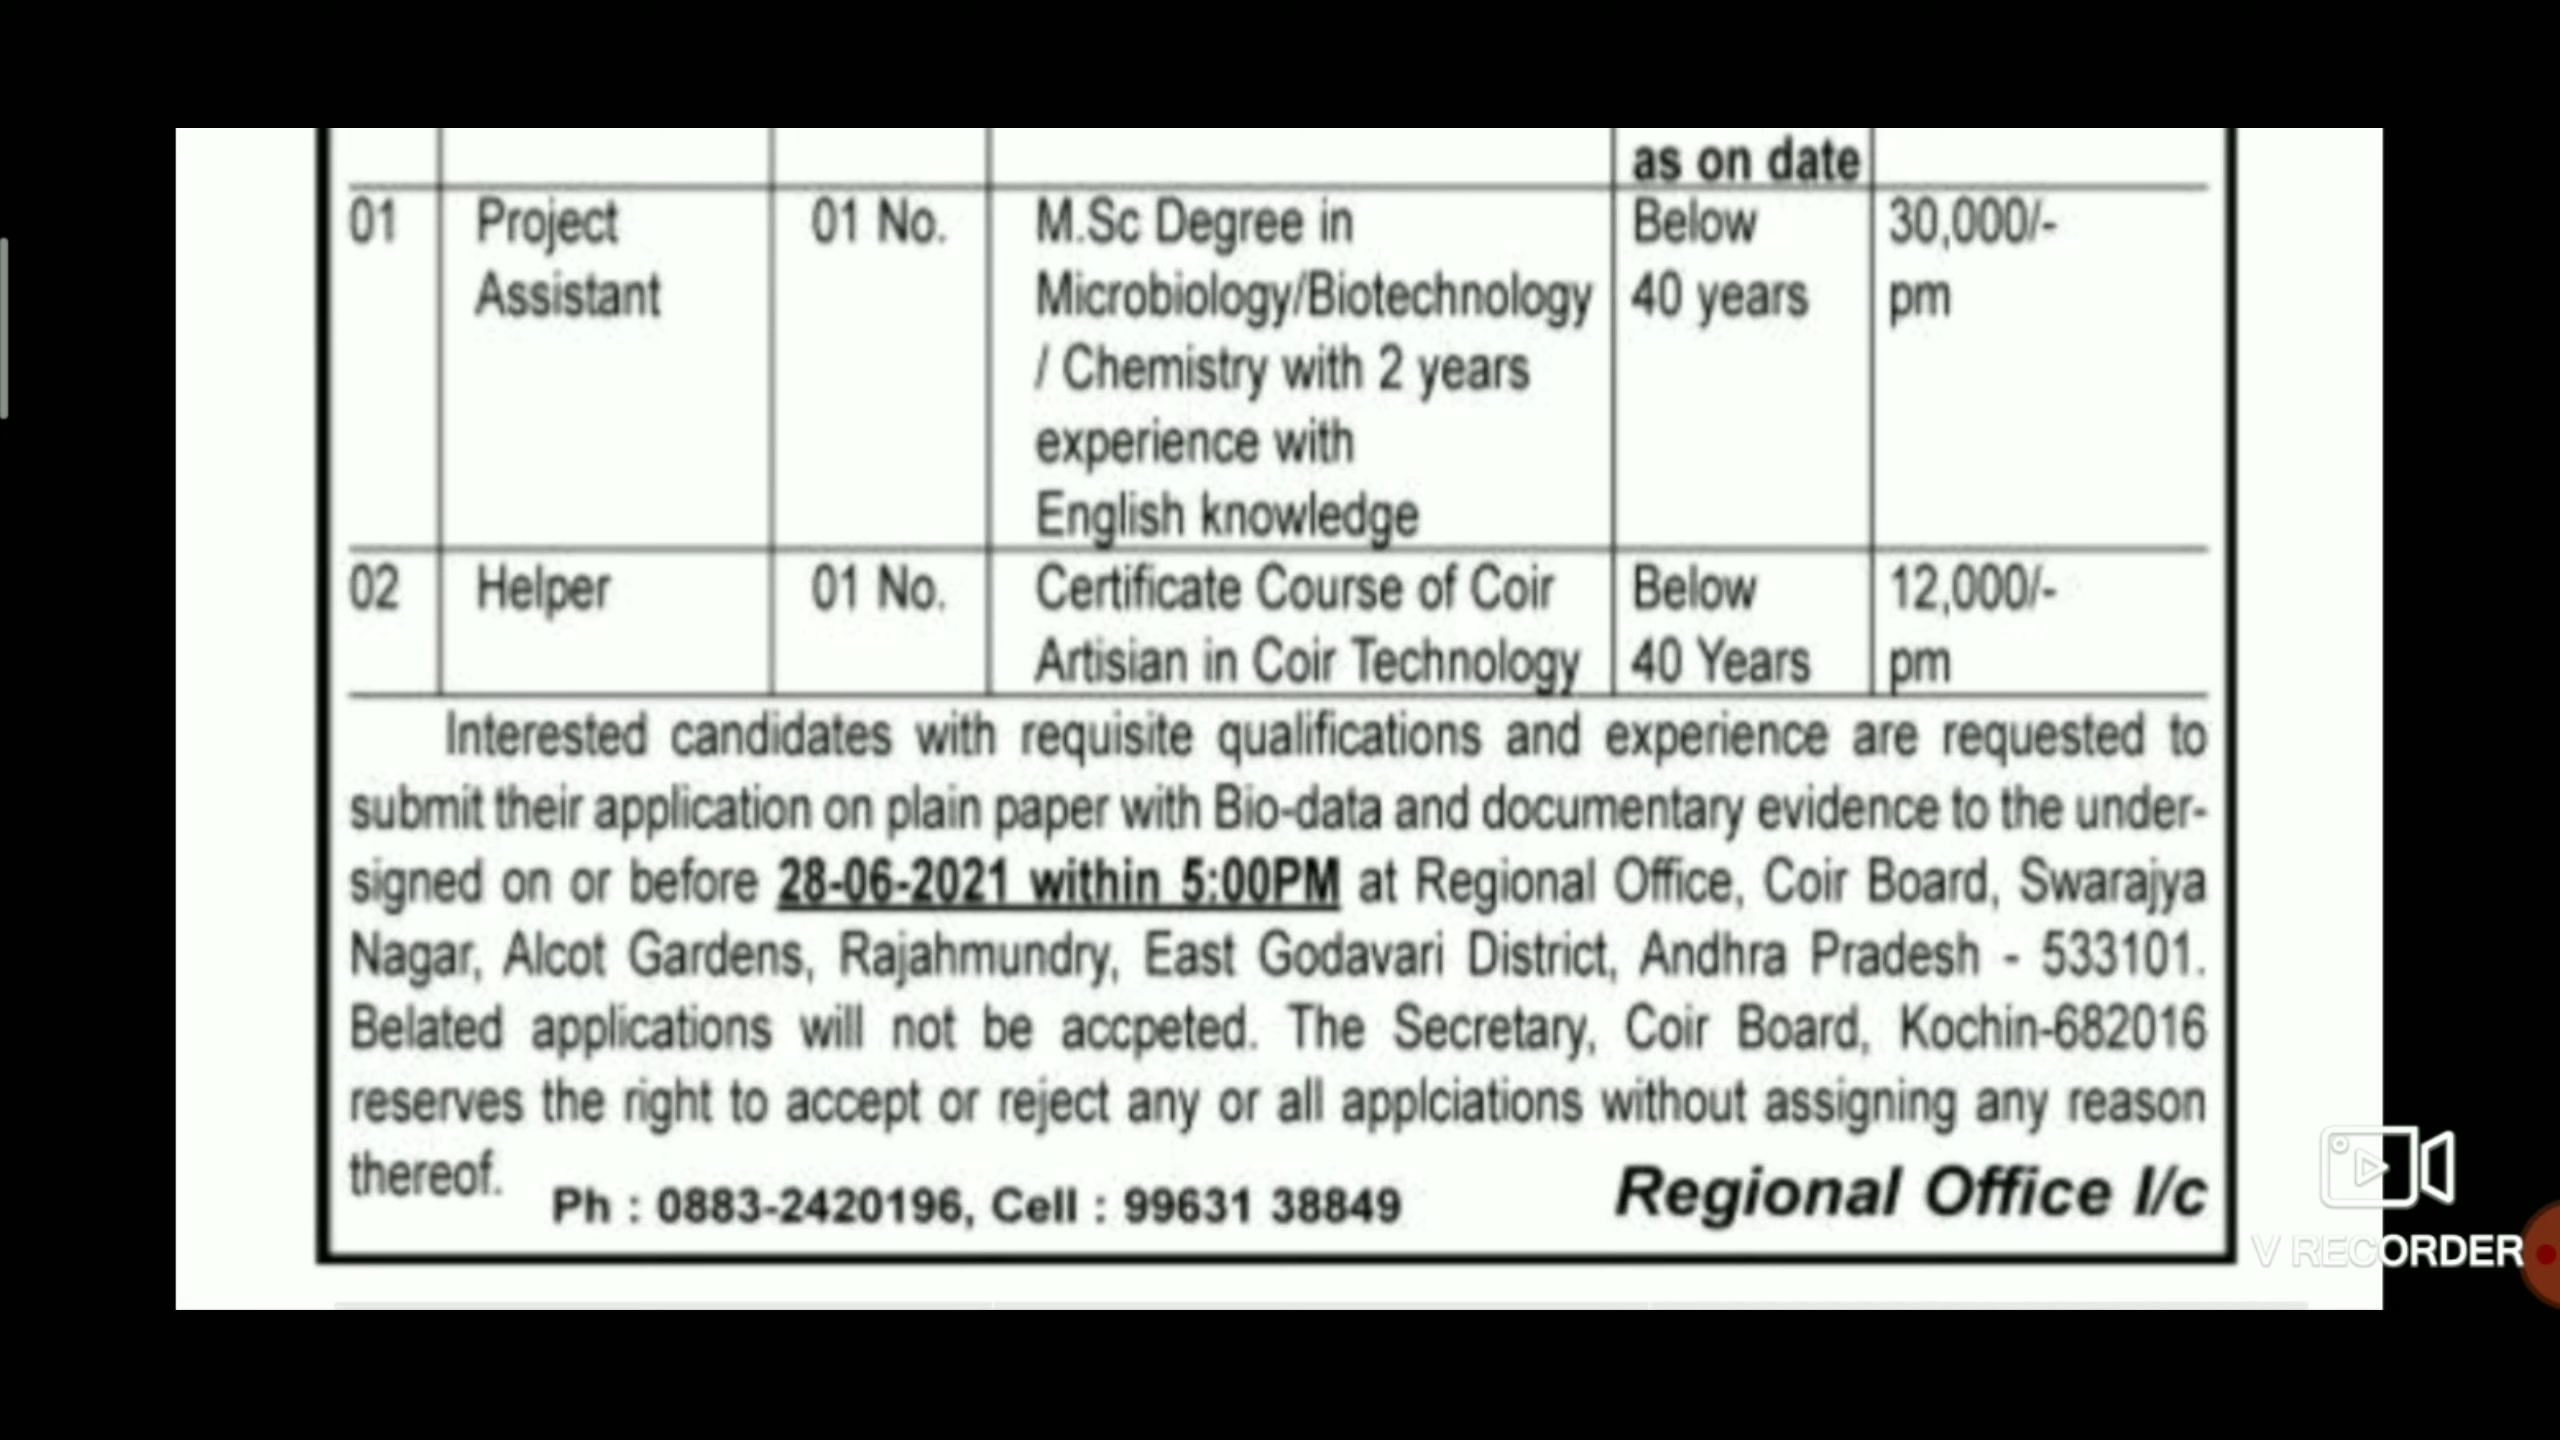 as on date
01 Project 01 No. M.Sc Degree in Below 30,000/-
Assistant Microbiology/Biotechnology 40 years pm
/ Chemistry with 2 years
experience with
English knowledge
02 Helper 01 No. Certificate Course of Coir Below 12,000/-
Artisian in Coir Technology 40 Years pm
Interested candidates with requisite qualifications and experience are requested to
submit their application on plain paper with Bio-data and documentary evidence to the under-
signed on or before 28-06-2021 within 5:00PM at Regional Office, Coir Board, Swarajya
Nagar, Alcot Gardens, Rajahmundry, East Godavari District, Andhra Pradesh - 533101.
Belated applications will not be accpeted. The Secretary, Coir Board, Kochin-682016
reserves the right to accept or reject any or all applciations without assigning any reason
thereof.
Ph : 0883-2420196, Cell : 99631 38849 Regional Office I/c
V RECORDER